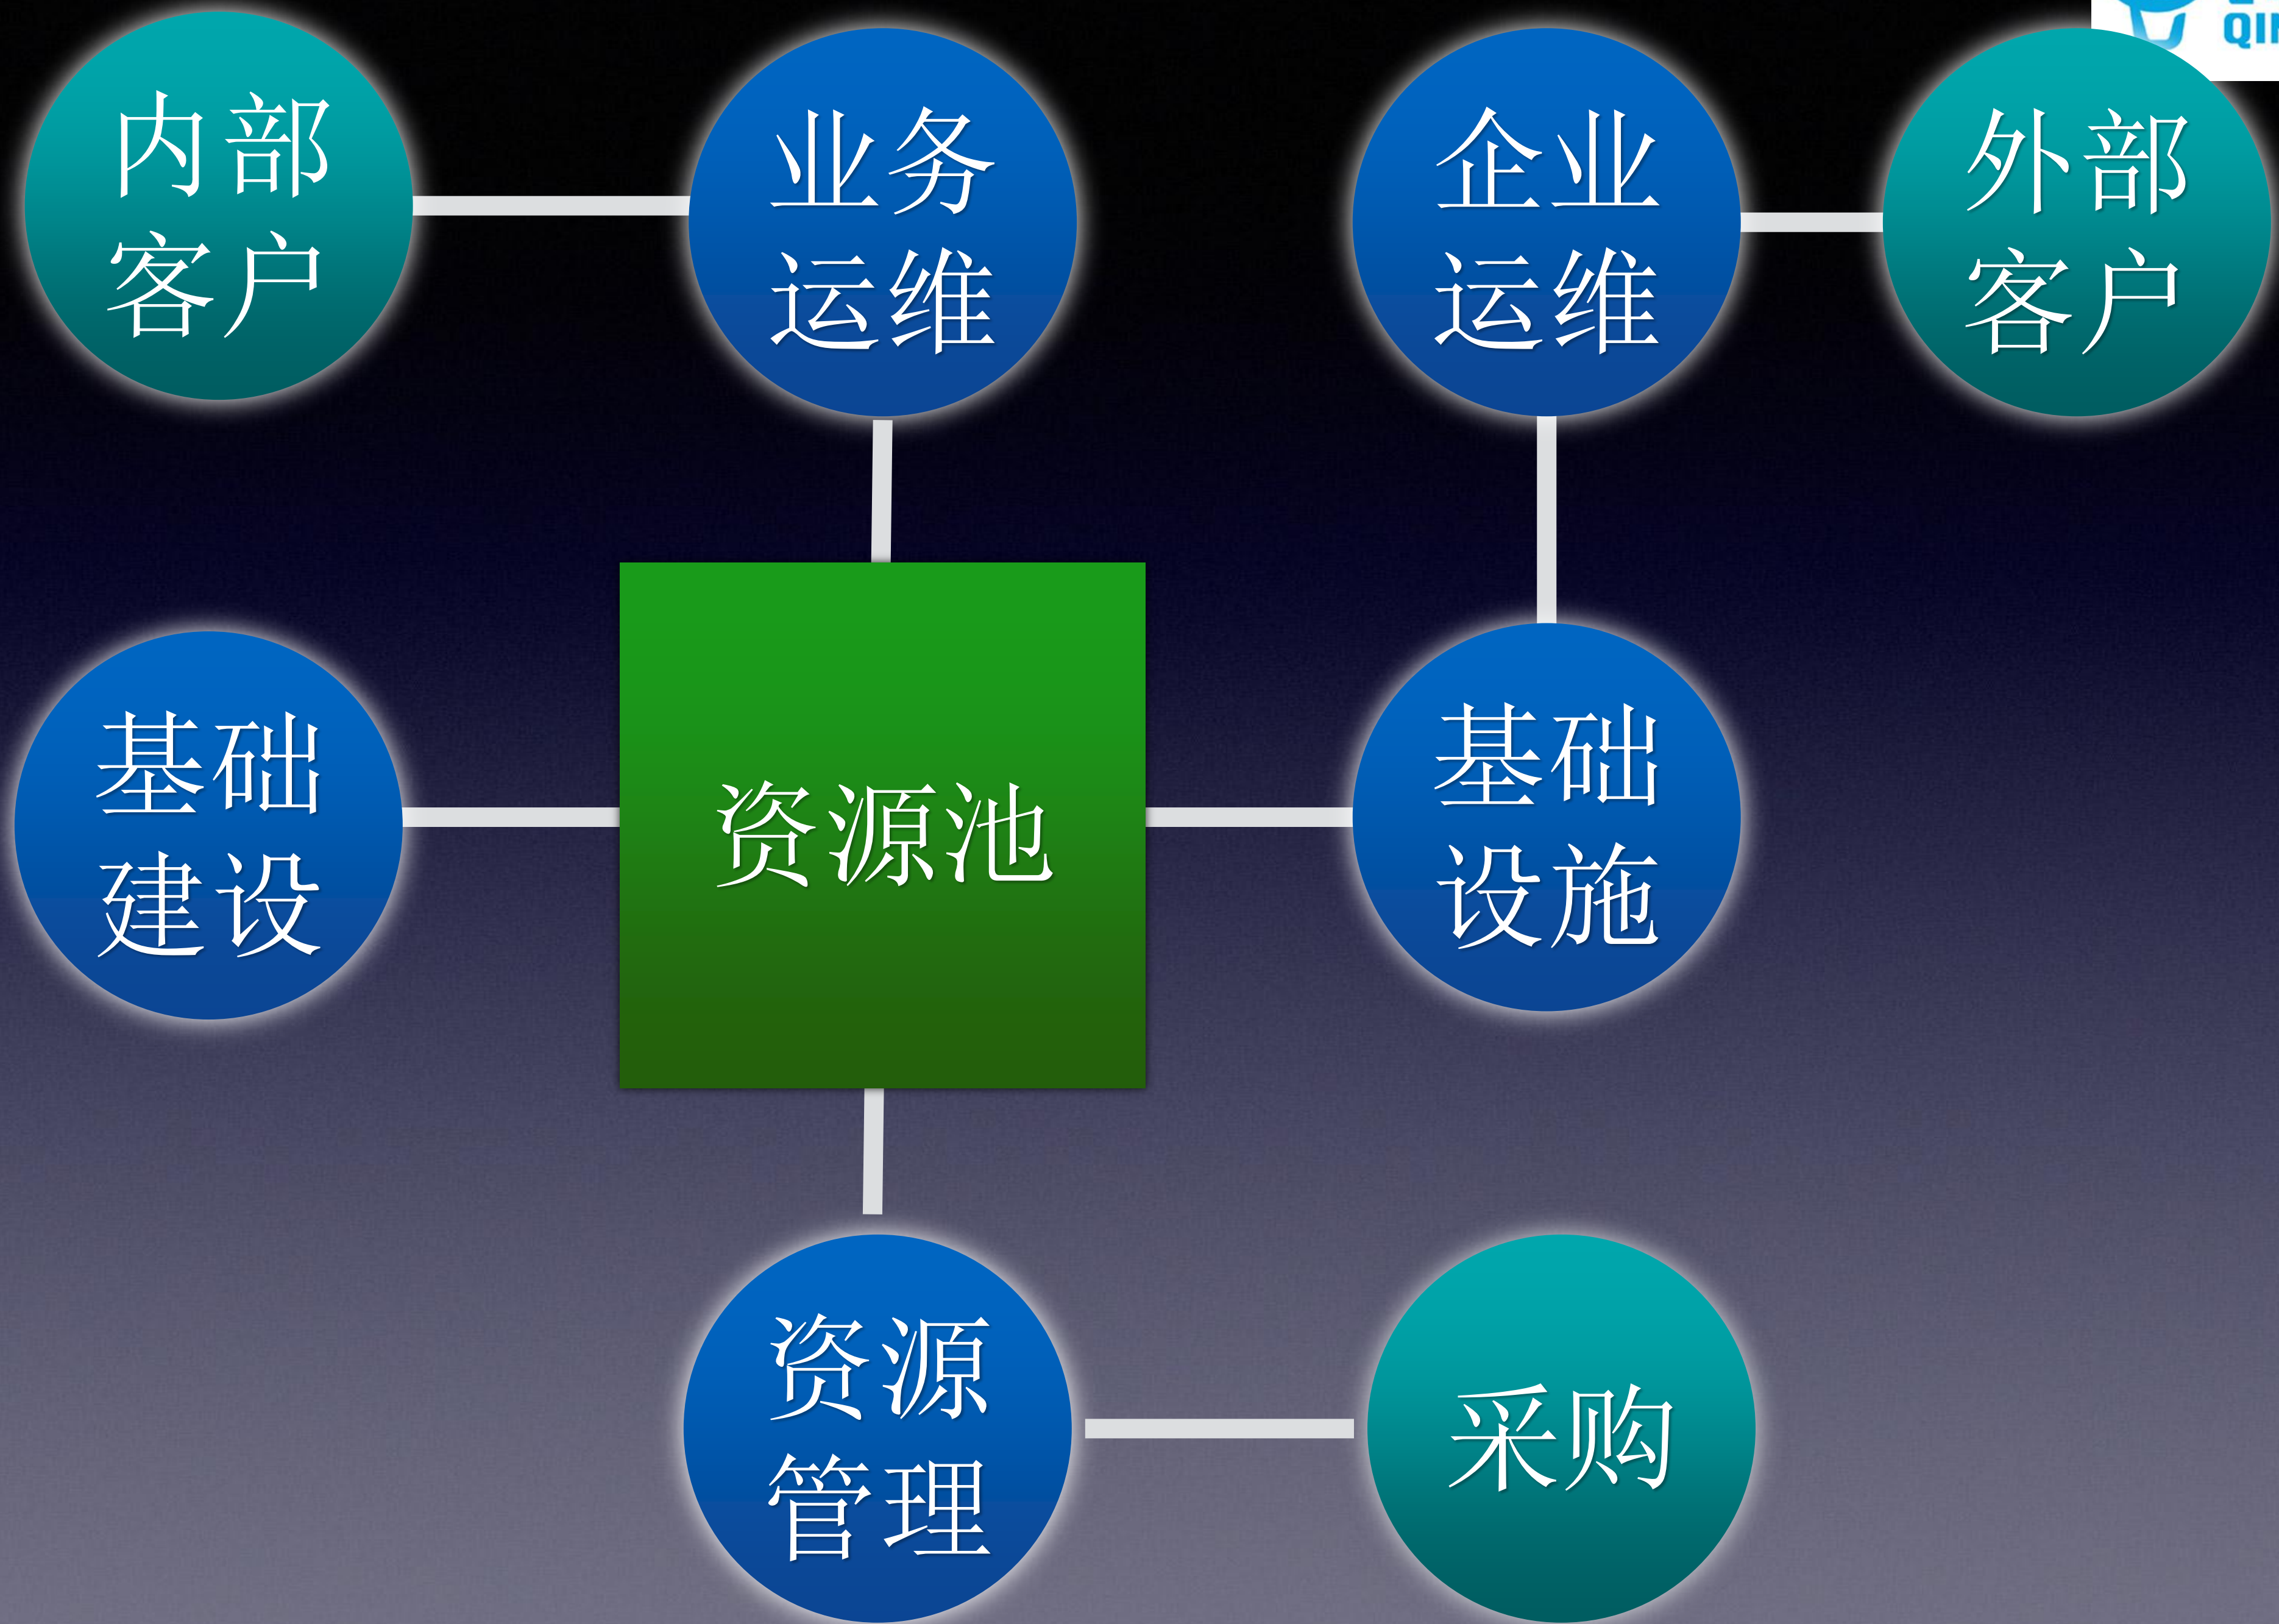 内部
客户
业务
运维
企业
运维
外部
客户
基础
建设
资源池
基础
设施
资源
管理
采购